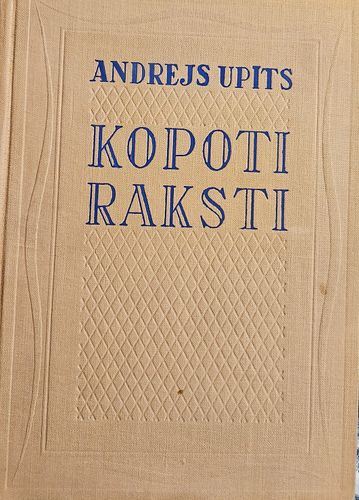 ANDREJS UPITS
KOPOTI
RAKSTI